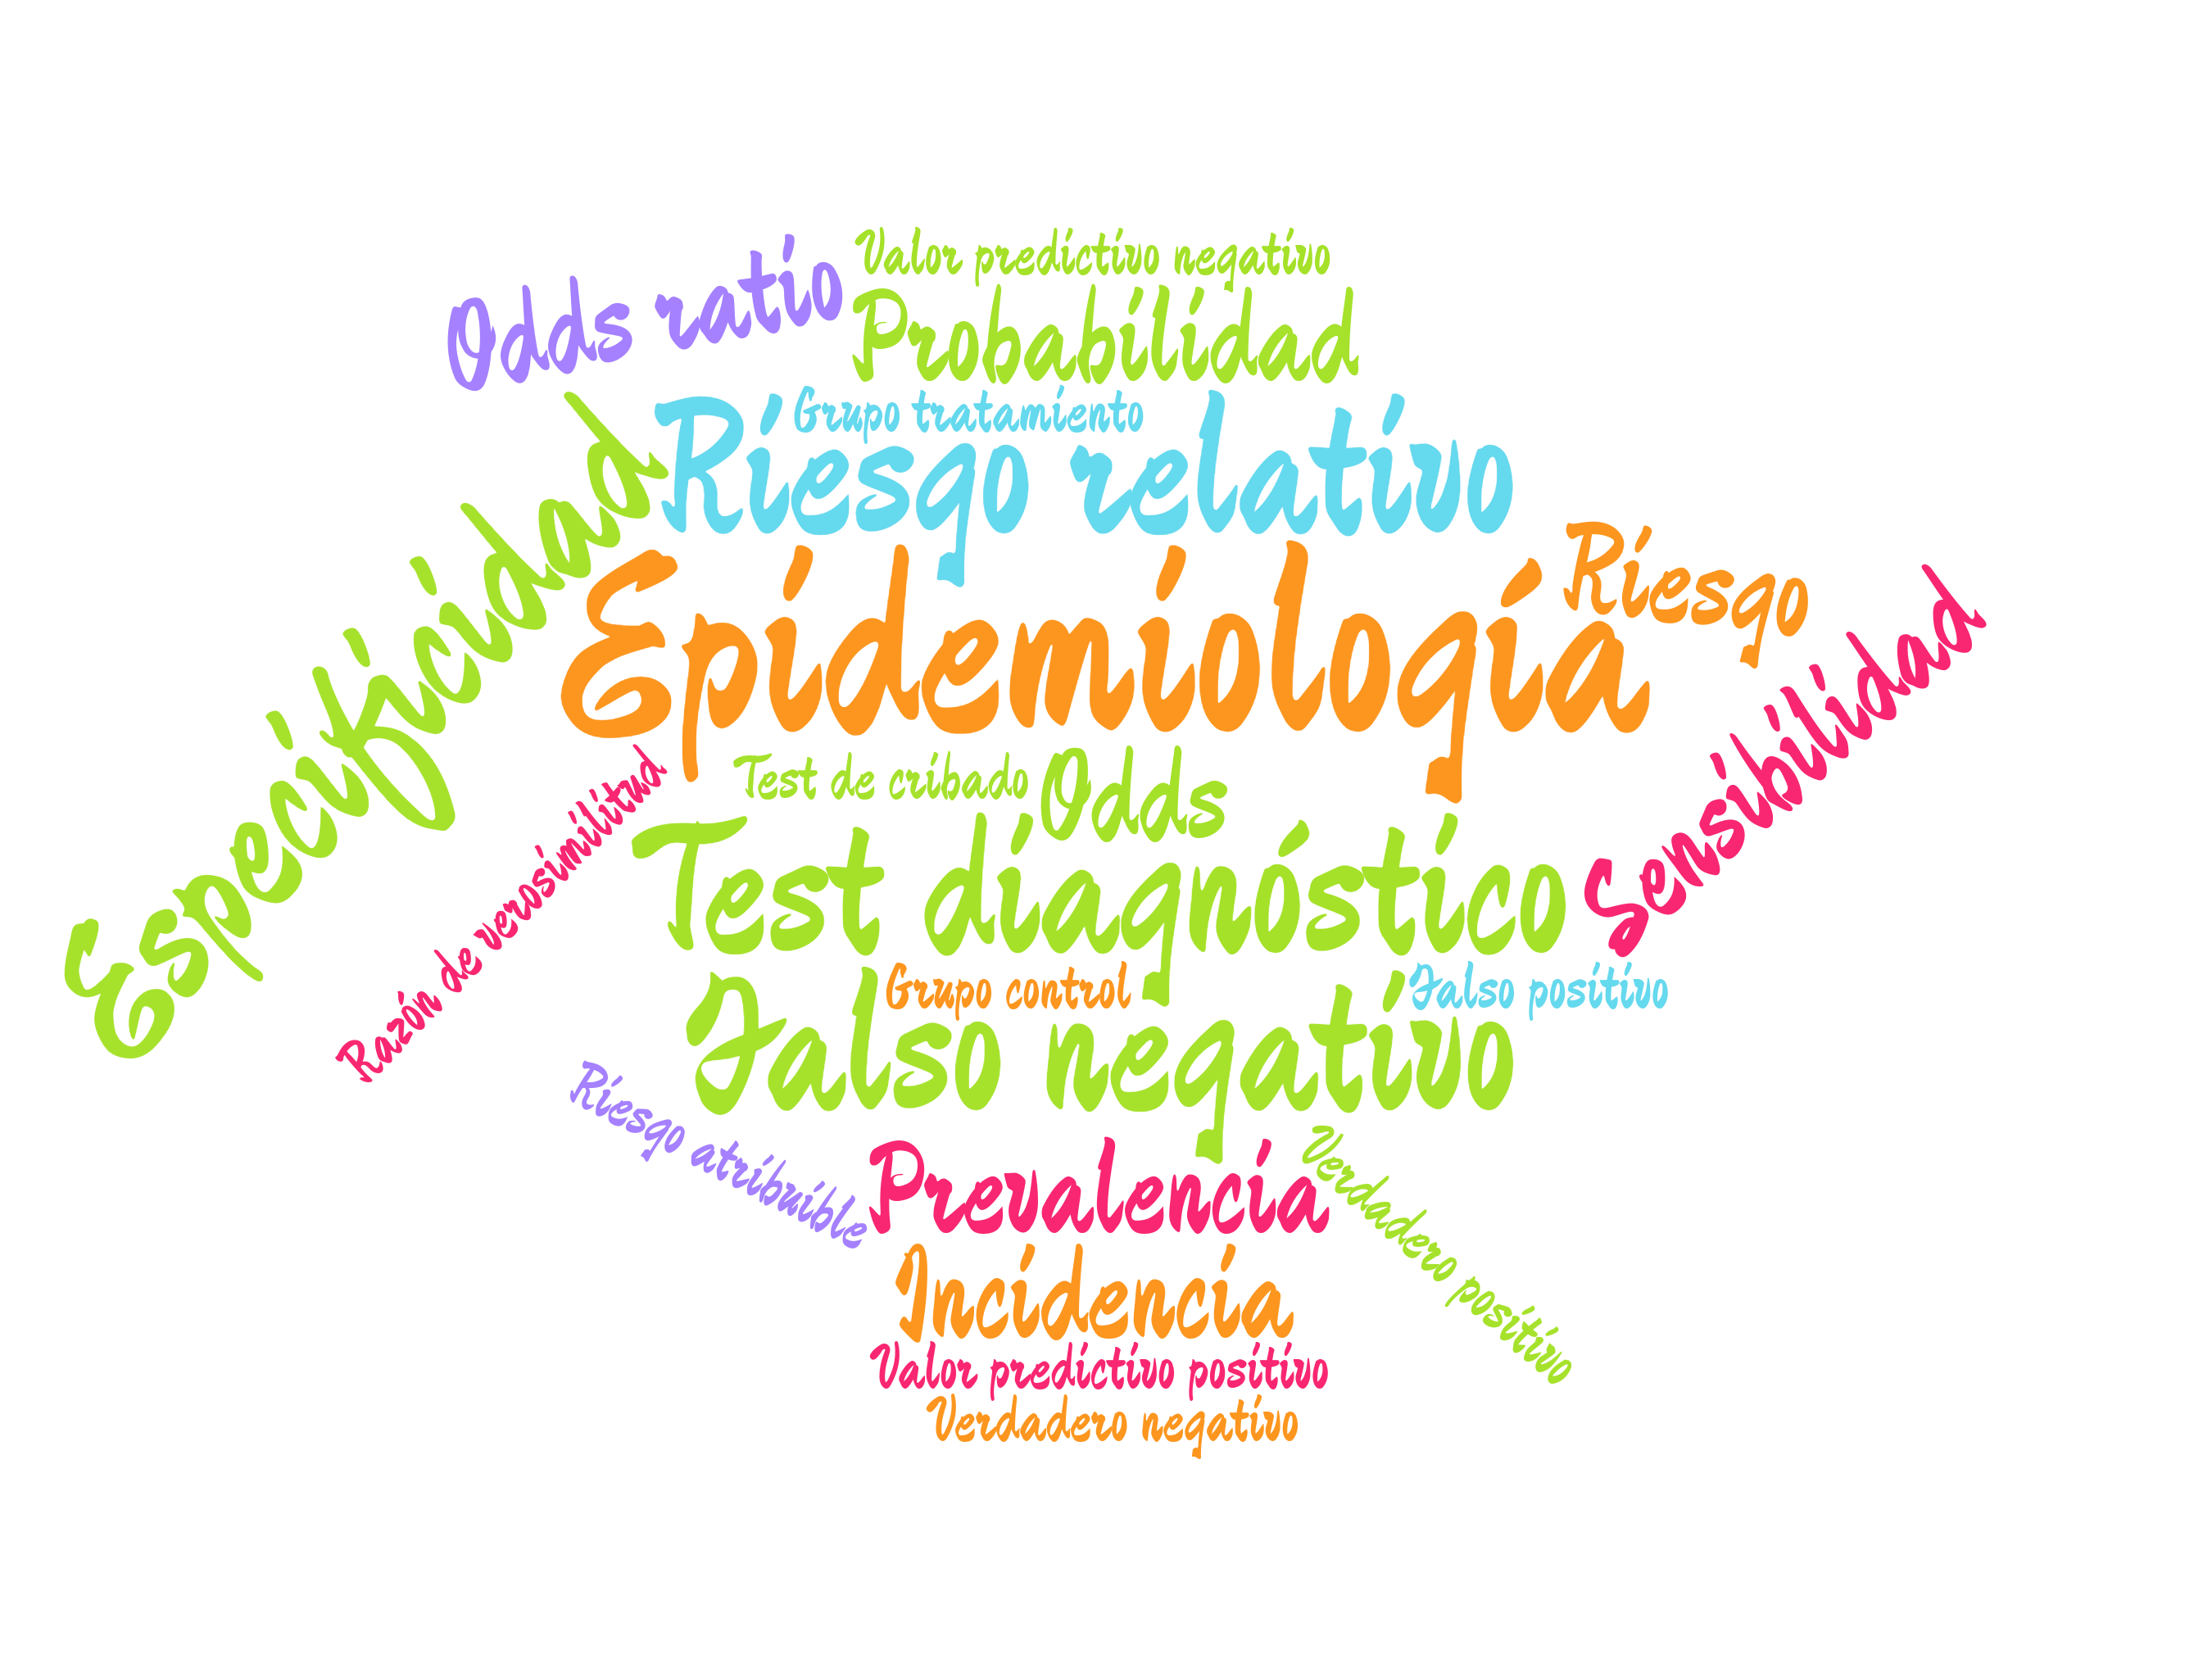 Valor predictivo negativo
Odds ratio
Probabilidad
Grupo tratamiento
Riesgo relativo
Especificidad
Riesgo
Epidemiología
Sensibilidad
Test de cribado
Odds
Razón de verosimilitud
Test diagnóstico
Grupo control
Falso positivo
Falso negativo
Riesgo atribuible
Prevalencia
Verdadero positivo
Incidencia
Valor predictivo positivo
Verdadero negativo